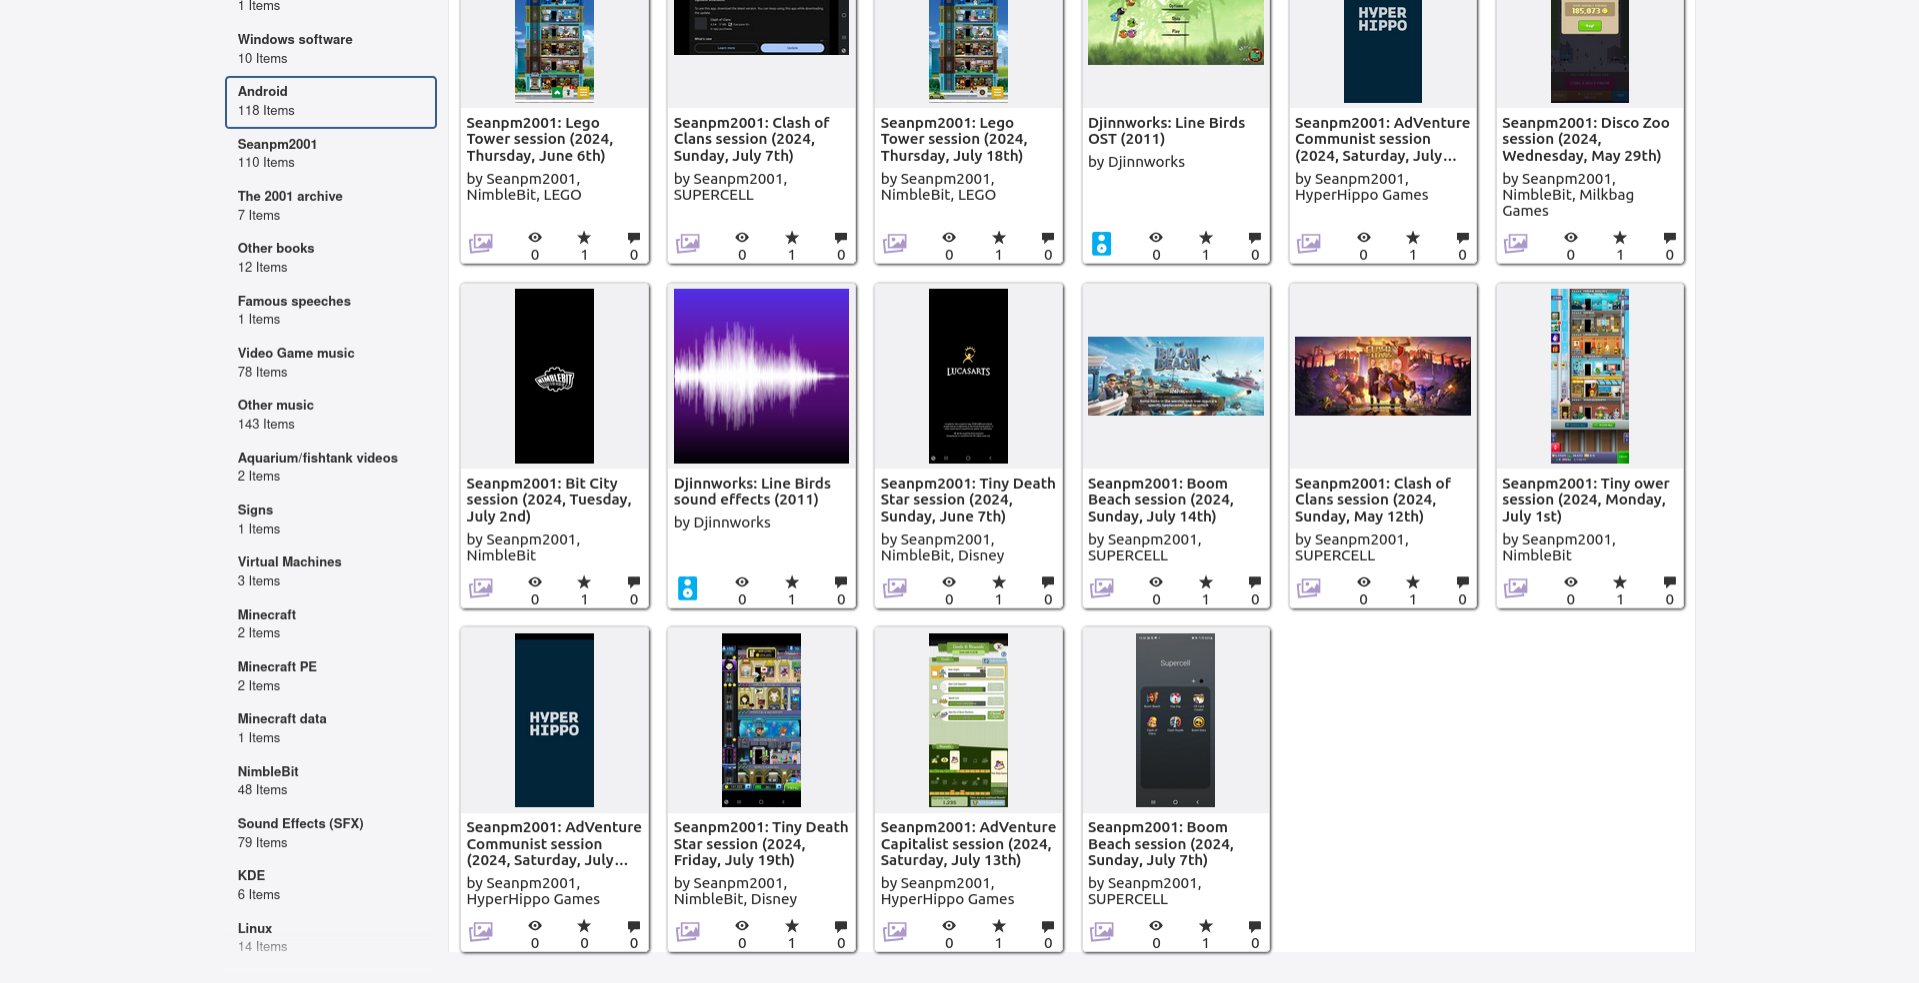 1 Items
Windows software
10 Items
Android
118 Items
Seanpm2001
110 Items
The 2001 archive
7 Items
Other books
12 Items
Famous speeches
1 Items
Video Game music
78 Items
Other music
143 Items
Aquarium/fishtank videos
2 Items
Signs
1 Items
Virtual Machines
3 Items
Minecraft
2 Items
Minecraft PE
2 Items
Minecraft data
1 Items
NimbleBit
48 Items
Sound Effects (SFX)
79 Items
KDE
6 Items
Linux
14 Items
Seanpm2001: Lego
Tower session (2024,
Thursday, June 6th)
by Seanpm2001,
NimbleBit, LEGO
0 1 0
Seanpm2001: Clash of
Clans session (2024,
Sunday, July 7th)
by Seanpm2001,
SUPERCELL
0 1 0
Seanpm2001: Lego
Tower session (2024,
Thursday, July 18th)
by Seanpm2001,
NimbleBit, LEGO
0 1 0
Play
Djinnworks: Line Birds
OST (2011)
by Djinnworks
0 1 0
HYPER
HIPPO
Seanpm2001: AdVenture
Communist session
(2024, Saturday, July...
by Seanpm2001,
HyperHippo Games
0 1 0
185,073
Seanpm2001: Disco Zoo
session (2024,
Wednesday, May 29th)
by Seanpm2001,
NimbleBit, Milkbag
Games
0 1 0
NIMBLEBIT
Seanpm2001: Bit City
session (2024, Tuesday,
July 2nd)
by Seanpm2001,
NimbleBit
0 1 0
Djinnworks: Line Birds
sound effects (2011)
by Djinnworks
0 1 0
LUCASARTS
Seanpm2001: Tiny Death
Star session (2024,
Sunday, June 7th)
by Seanpm2001,
NimbleBit, Disney
0 1 0
BOOM
BEACH
Seanpm2001: Boom
Beach session (2024,
Sunday, July 14th)
by Seanpm2001,
SUPERCELL
0 1 0
Seanpm2001: Clash of
Clans session (2024,
Sunday, May 12th)
by Seanpm2001,
SUPERCELL
0 1 0
Seanpm2001: Tiny ower
session (2024, Monday,
July 1st)
by Seanpm2001,
NimbleBit
0 1 0
HYPER
HIPPO
Seanpm2001: AdVenture
Communist session
(2024, Saturday, July...
by Seanpm2001,
HyperHippo Games
0 0 0
Seanpm2001: Tiny Death
Star session (2024,
Friday, July 19th)
by Seanpm2001,
NimbleBit, Disney
0 1 0
Seanpm2001: AdVenture
Capitalist session (2024,
Saturday, July 13th)
by Seanpm2001,
HyperHippo Games
0 1 0
Supercell
Seanpm2001: Boom
Beach session (2024,
Sunday, July 7th)
by Seanpm2001,
SUPERCELL
0 1 0